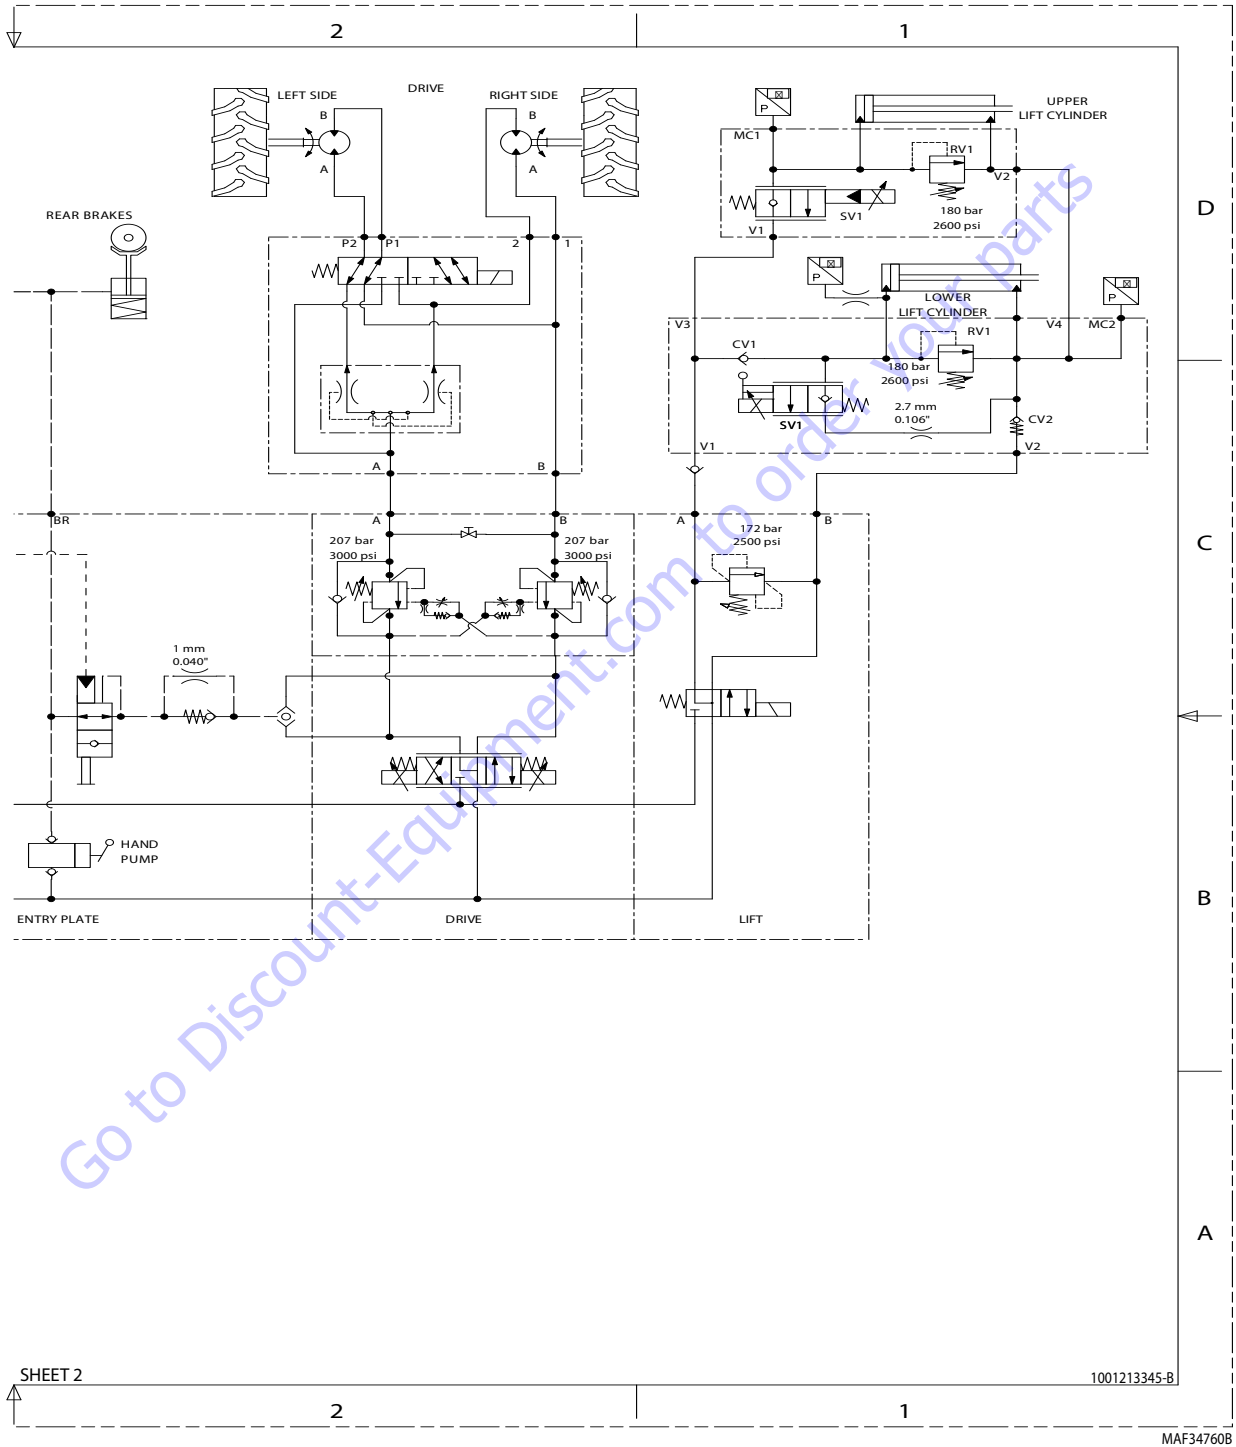 2
1
LEFT SIDE
DRIVE
RIGHT SIDE
B
B
A
A
P
UPPER
LIFT CYLINDER
MC1
RV1
V2
SV1
180 bar
2600 psi
V1
D
REAR BRAKES
P2
P1
2
1
P
LOWER
LIFT CYLINDER
P
V3
V4
MC2
RV1
CV1
180 bar
2600 psi
2.7 mm
0.106"
SV1
CV2
V1
V2
A
B
BR
A
B
A
B
207 bar
3000 psi
207 bar
3000 psi
172 bar
2500 psi
C
1 mm
0.040"
HAND
PUMP
ENTRY PLATE
DRIVE
LIFT
B
A
Go to Discount-Equipment.com to order your parts
SHEET 2
1001213345-B
2
1
MAF34760B